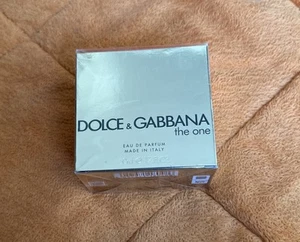 DOLCE & GABBANA
the one
EAU DE PARFUM
MADE IN ITALY